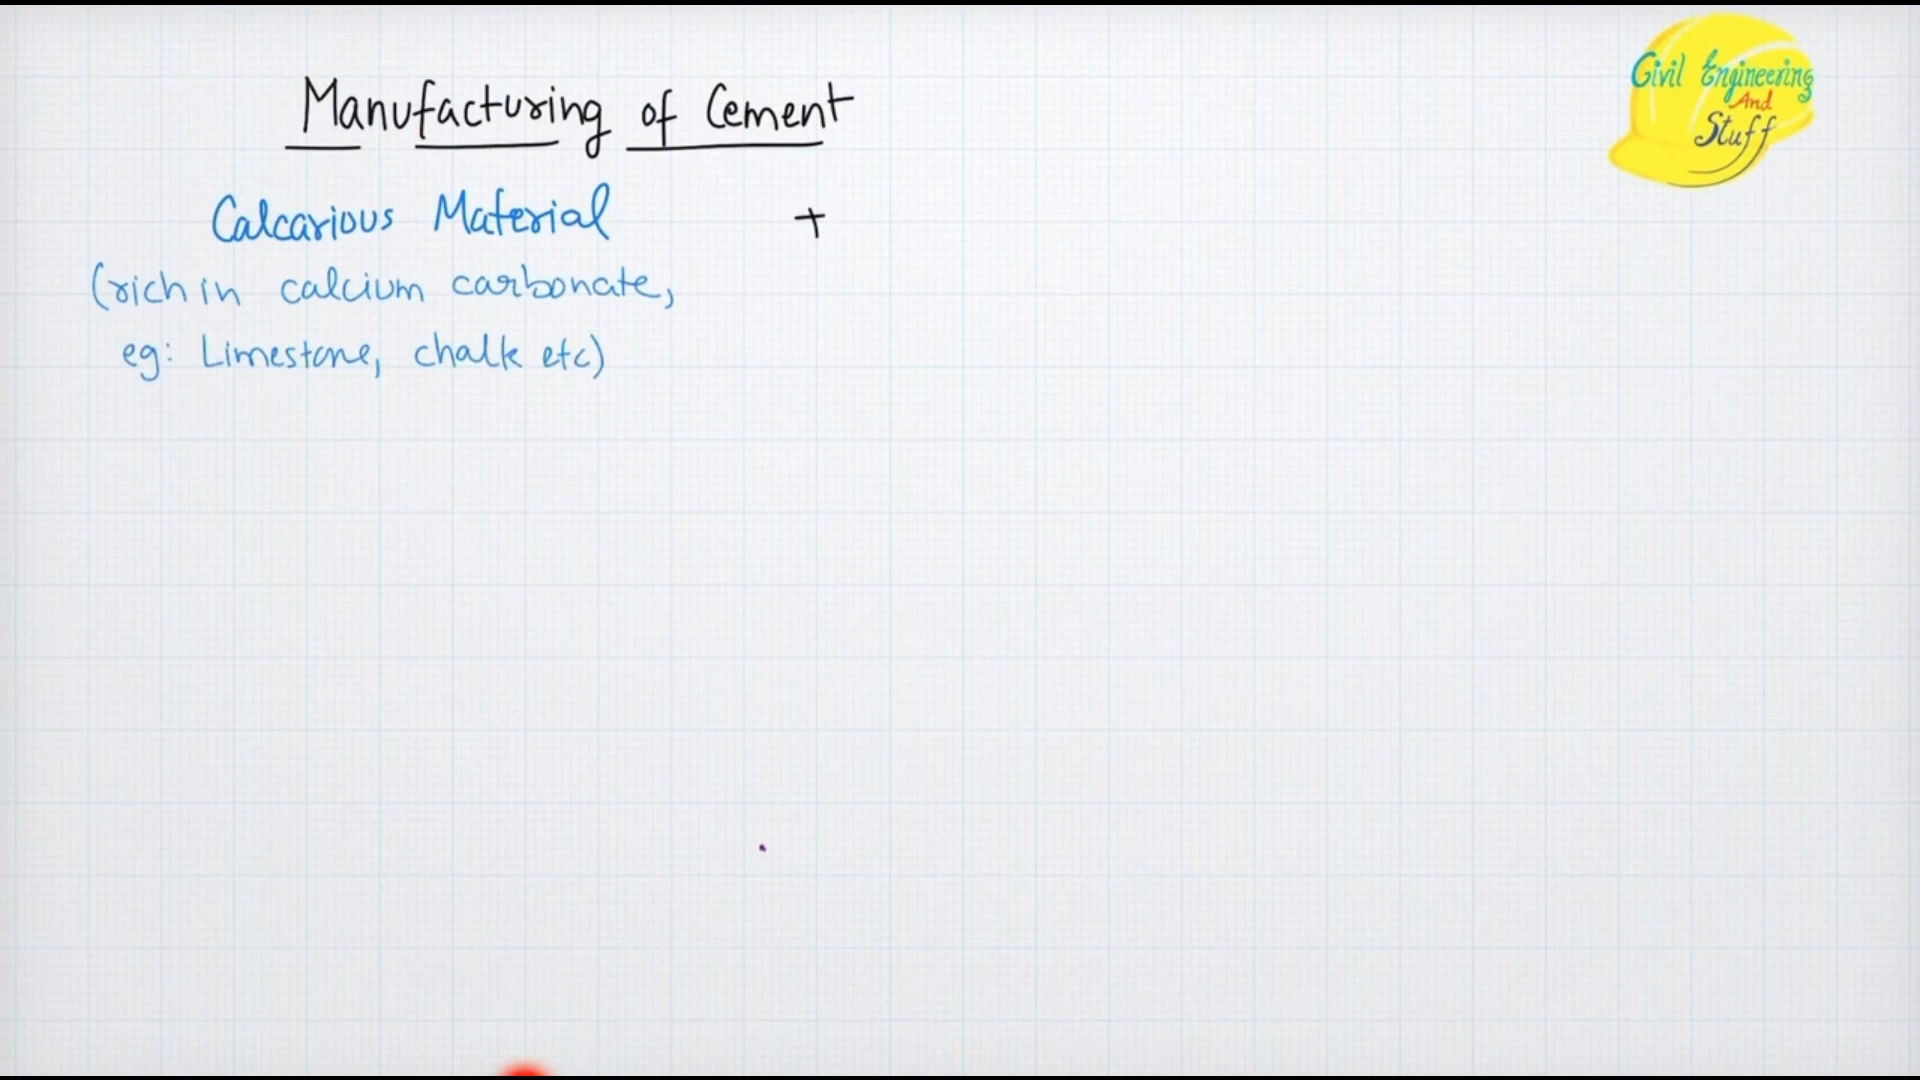 Manufacturing of Cement
Calcarious Material +
(rich in calcium carbonate,
eg: Limestone, chalk etc)
Civil Engineering
And
Stuff